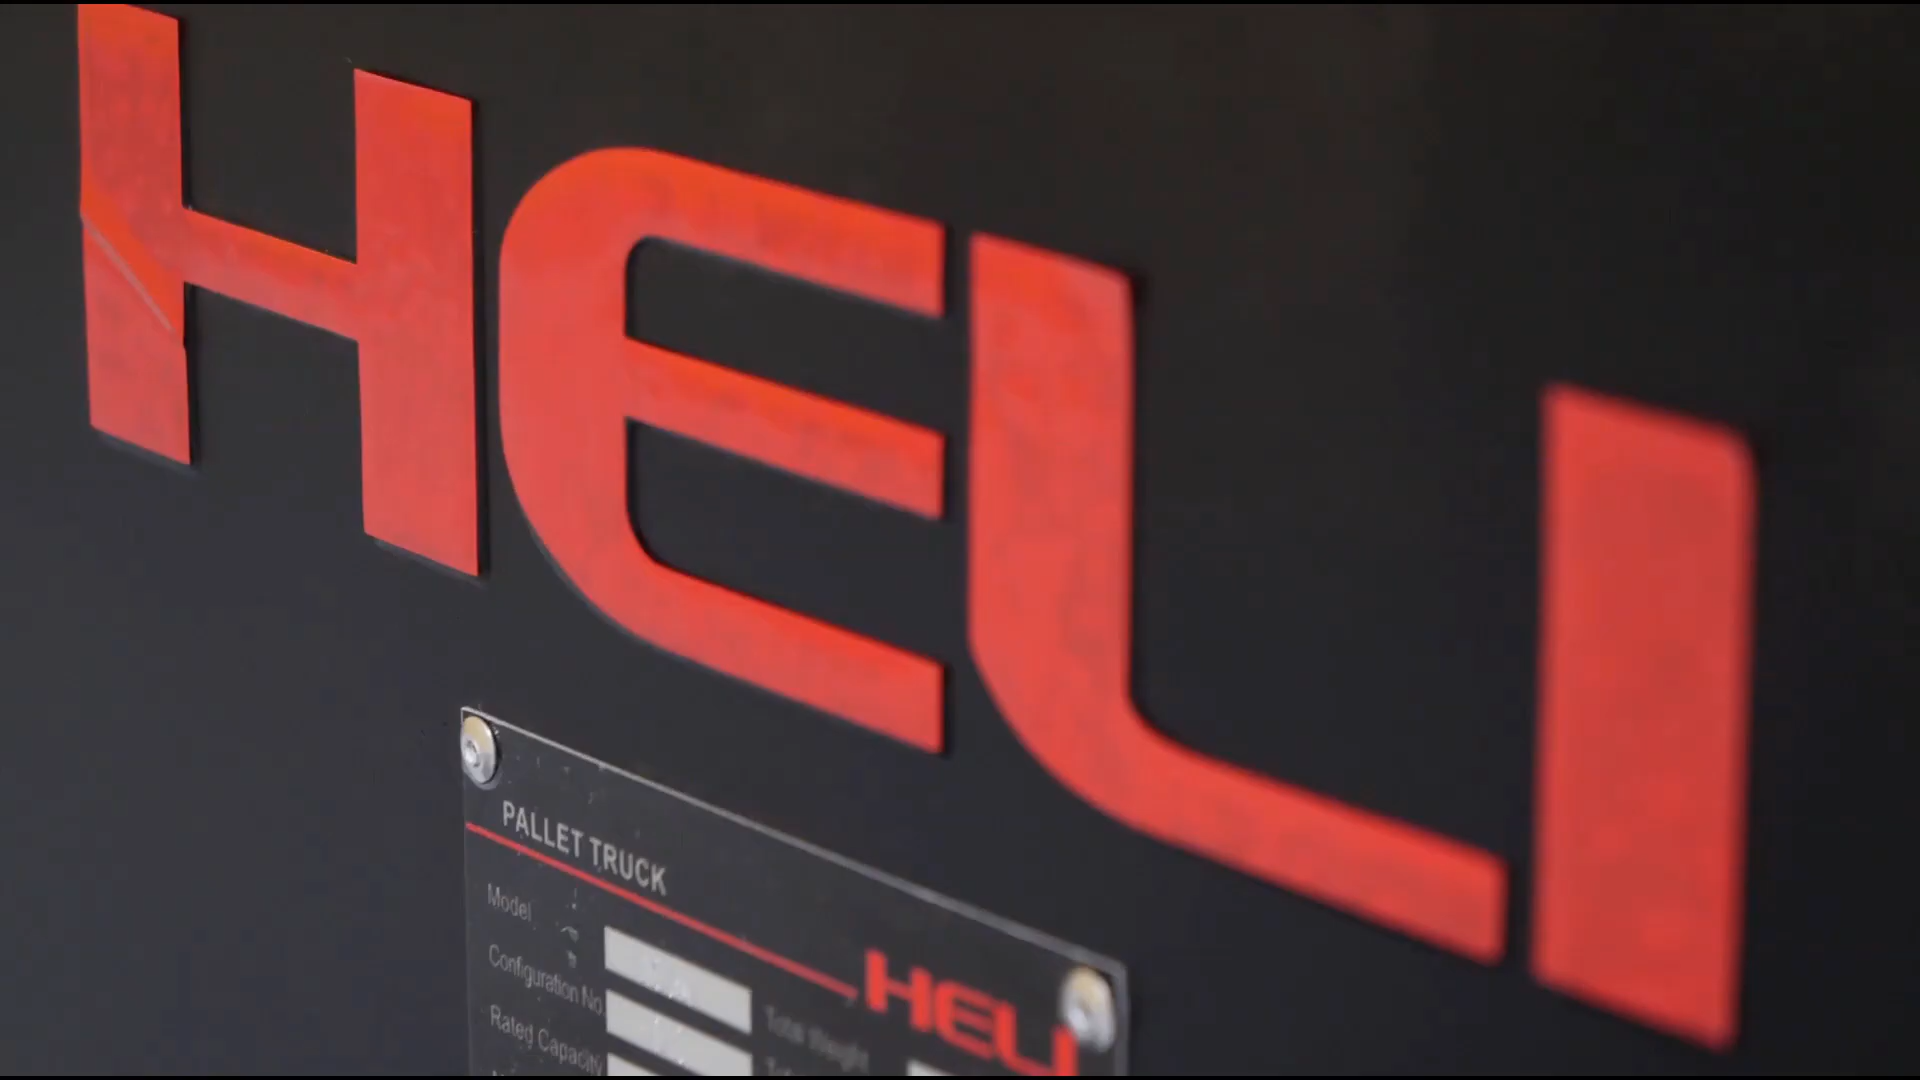 HELI
PALLET TRUCK
HELI
Model
Configuration No.
Total Weight
Rated Capacity